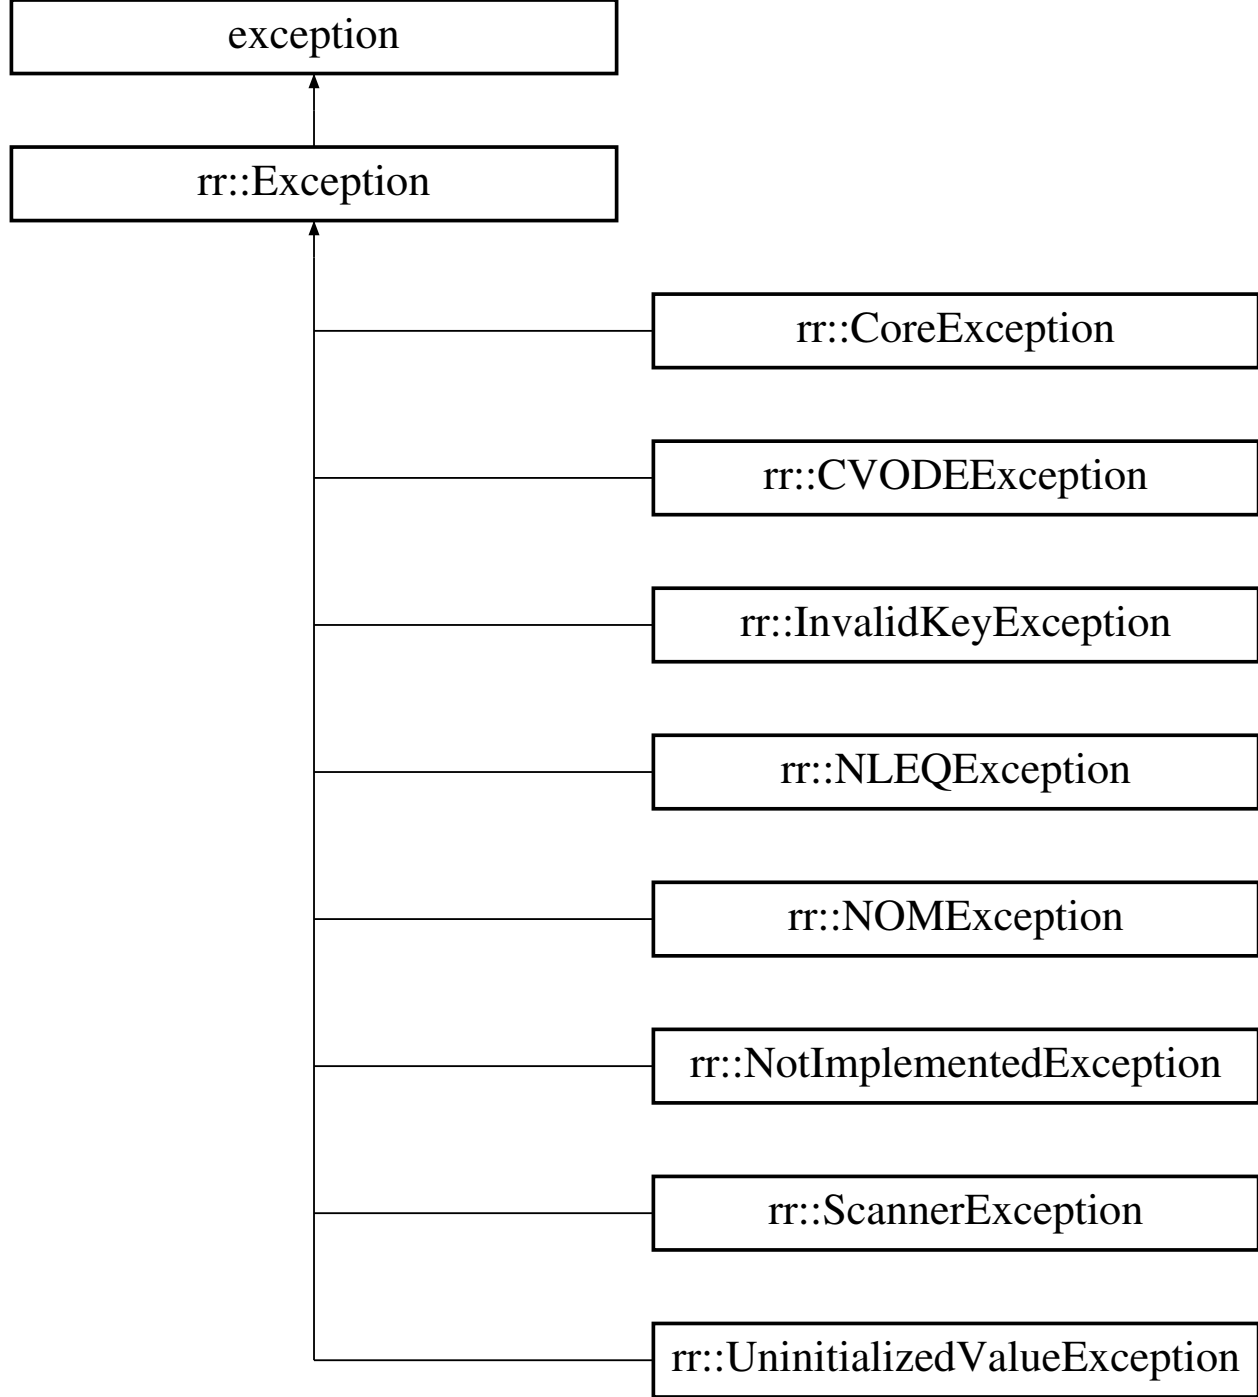 exception
rr::Exception
rr::CoreException
rr::CVODEException
rr::InvalidKeyException
rr::NLEQException
rr::NOMException
rr::NotImplementedException
rr::ScannerException
rr::UninitializedValueException